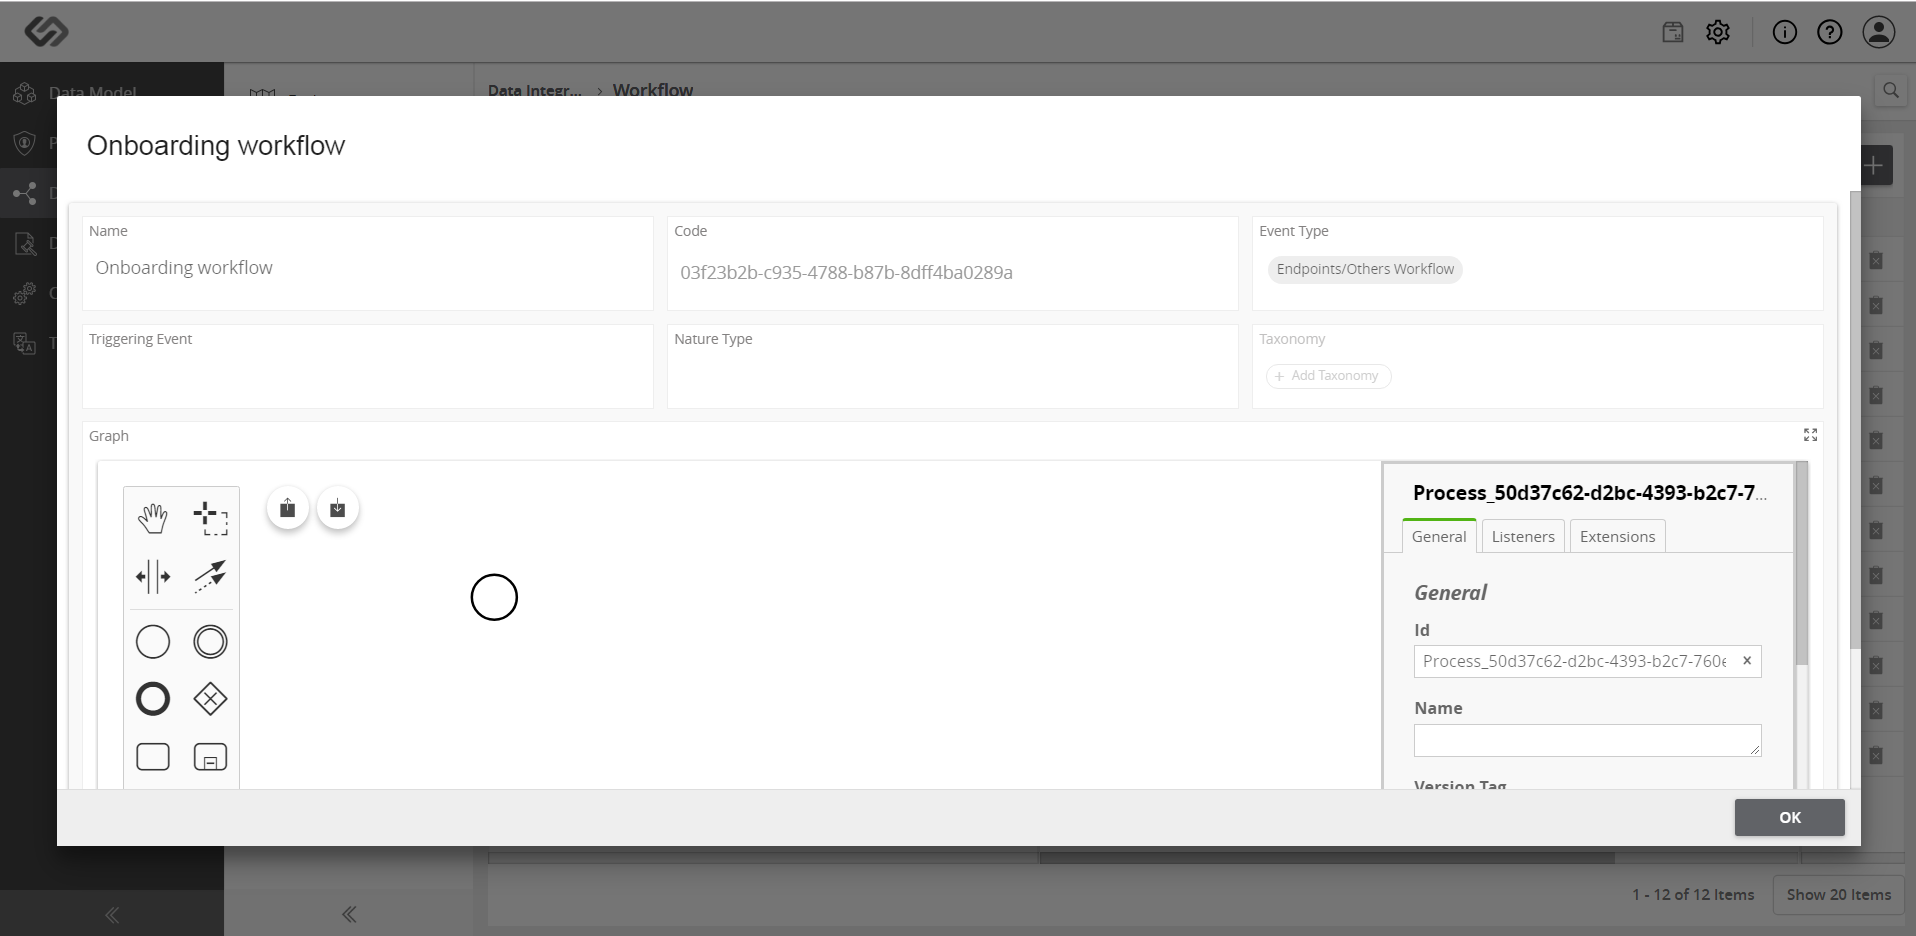 Data Model
Data Integr... › Workflow
Onboarding workflow
Name
Onboarding workflow
Code
03f23b2b-c935-4788-b87b-8dff4ba0289a
Event Type
Endpoints/Others Workflow
Triggering Event
Nature Type
Taxonomy
+ Add Taxonomy
Graph
Process_50d37c62-d2bc-4393-b2c7-7...
General
Listeners
Extensions
General
Id
Process_50d37c62-d2bc-4393-b2c7-760e
Name
Version Tag
OK
1 - 12 of 12 Items
Show 20 Items